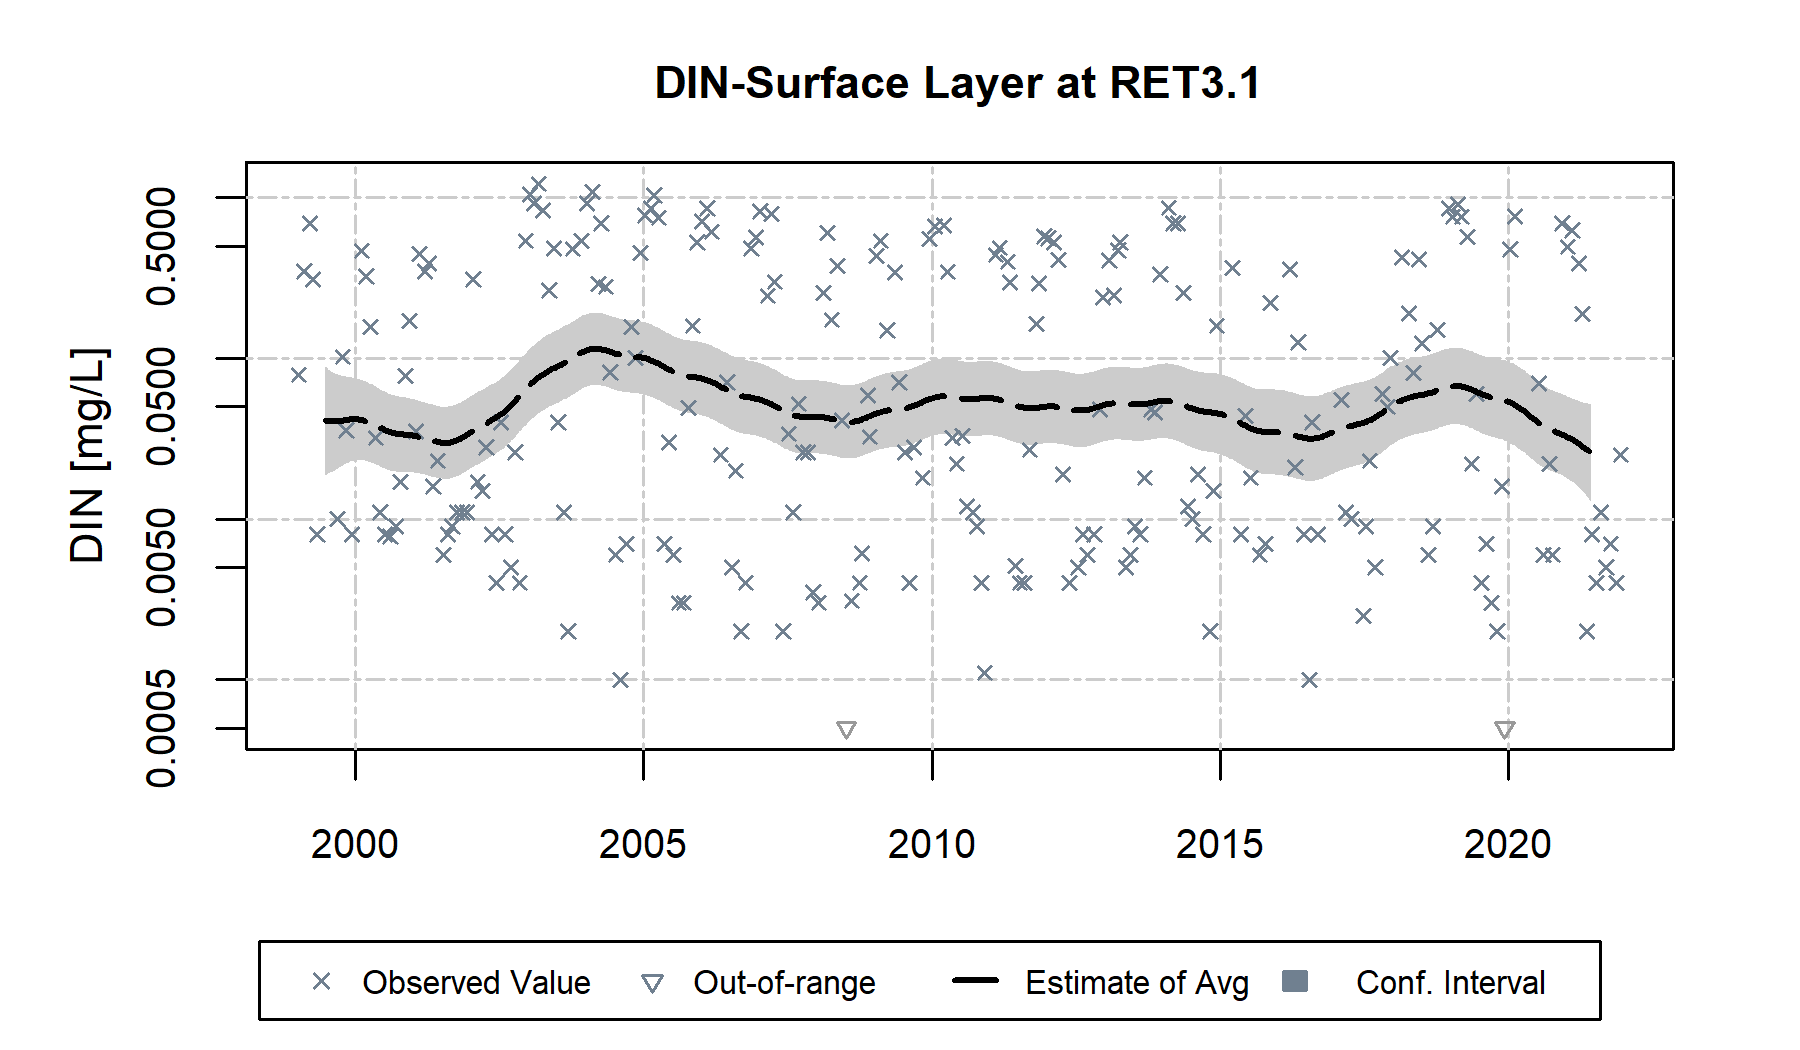 DIN-Surface Layer at RET3.1
DIN [mg/L]
0.5000
0.0500
0.0050
0.0005
2000 2005 2010 2015 2020
Observed Value Out-of-range Estimate of Avg Conf. Interval